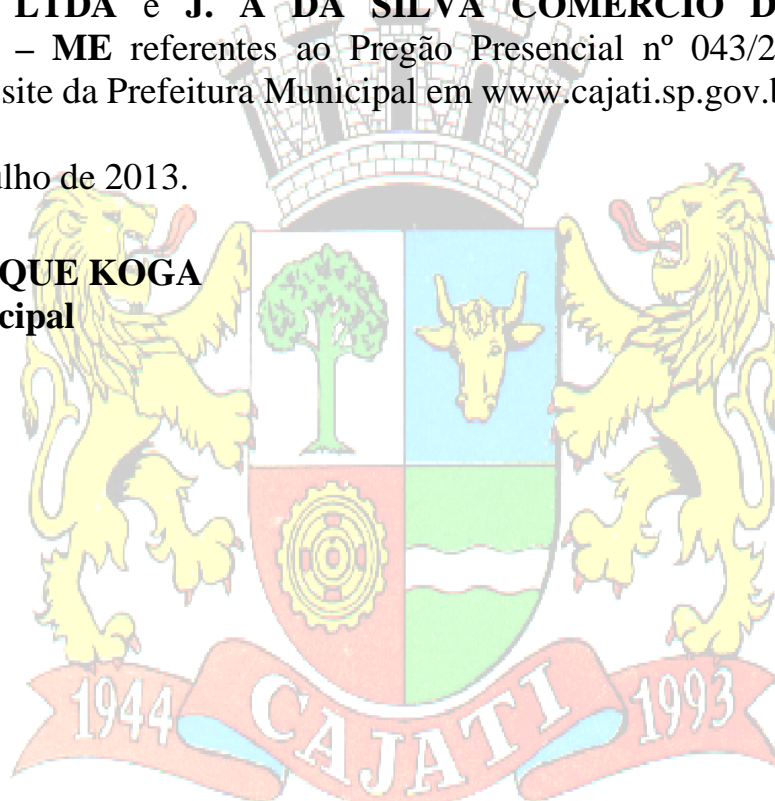 LTDA e J. A DA SILVA COMERCIO D
– ME referentes ao Pregão Presencial nº 043/2
site da Prefeitura Municipal em www.cajati.sp.gov.b
ulho de 2013.
QUE KOGA
cipal
1944 CAJATI 1993